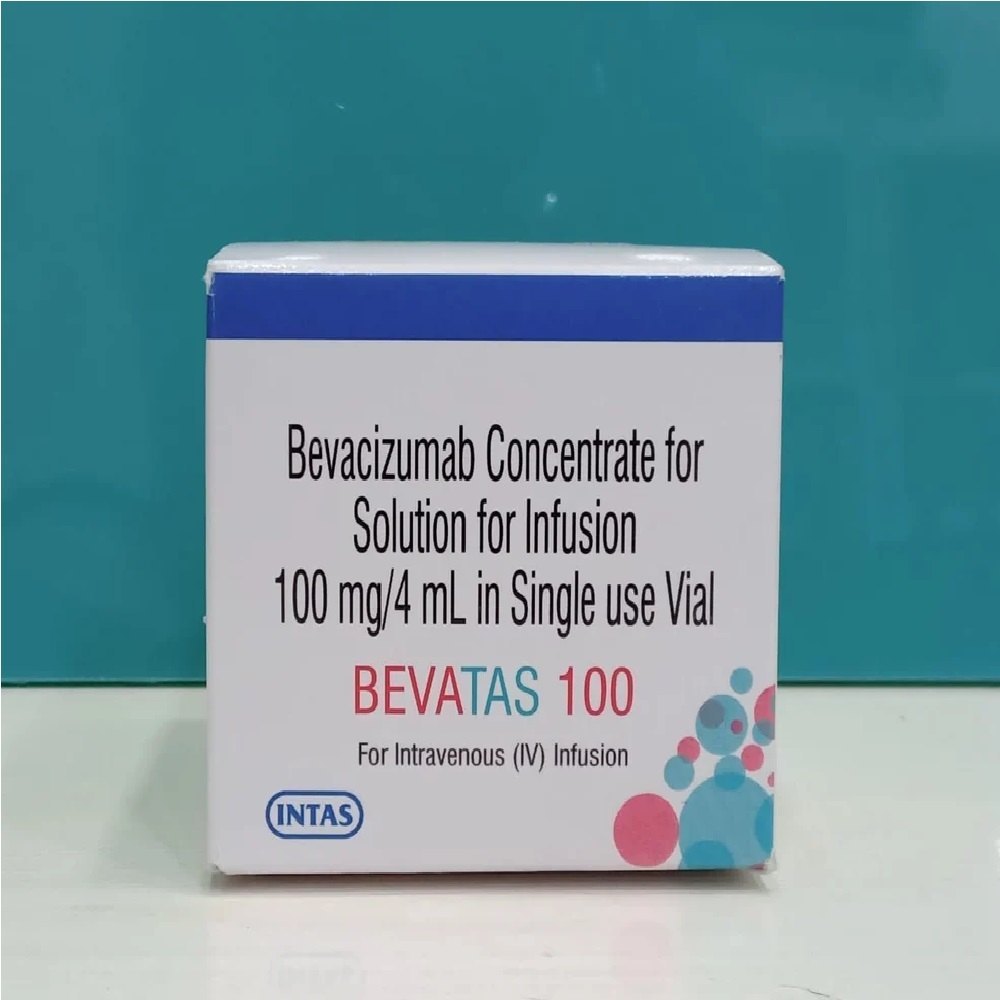 Bevacizumab Concentrate for
Solution for Infusion
100 mg/4 mL in Single use Vial
BEVATAS 100
For Intravenous (IV) Infusion
INTAS